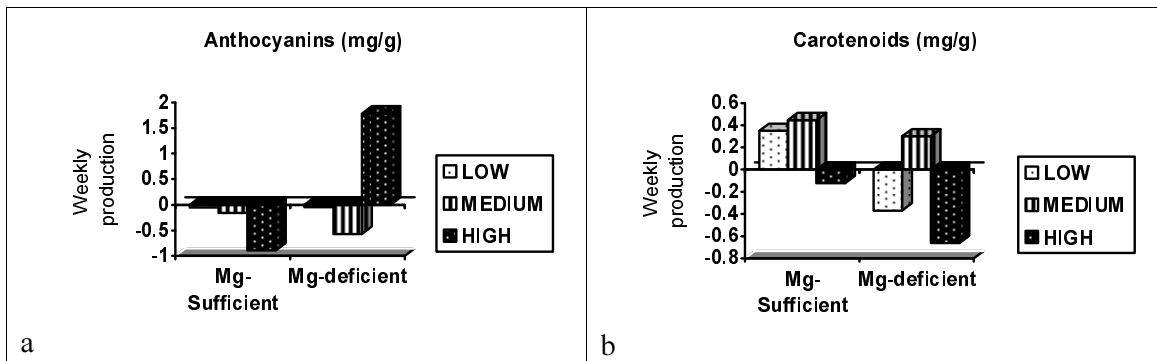 Anthocyanins (mg/g)
Weekly
production
2
1.5
1
0.5
0
-0.5
-1
Mg-
Sufficient
Mg-deficient
LOW
MEDIUM
HIGH
a
Carotenoids (mg/g)
Weekly
production
0.6
0.4
0.2
0
-0.2
-0.4
-0.6
-0.8
Mg-
Sufficient
Mg-deficient
LOW
MEDIUM
HIGH
b